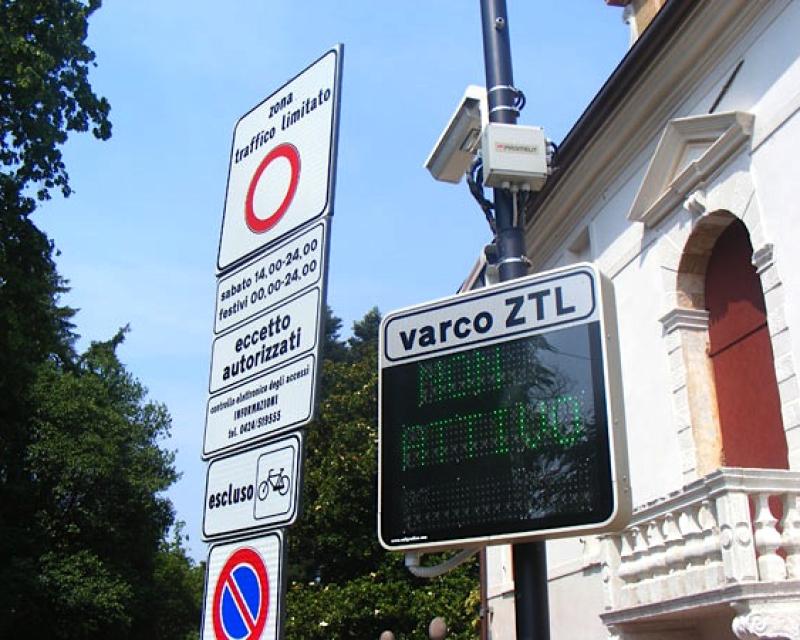 zona
traffico limitato
sabato 14.00-24.00
festivi 00.00-24.00
eccetto
autorizzati
controllo elettronico degli accessi
INFORMAZIONI
tel. 0424/519555
escluso
PROMELIT
varco ZTL
NON
ATTIVO